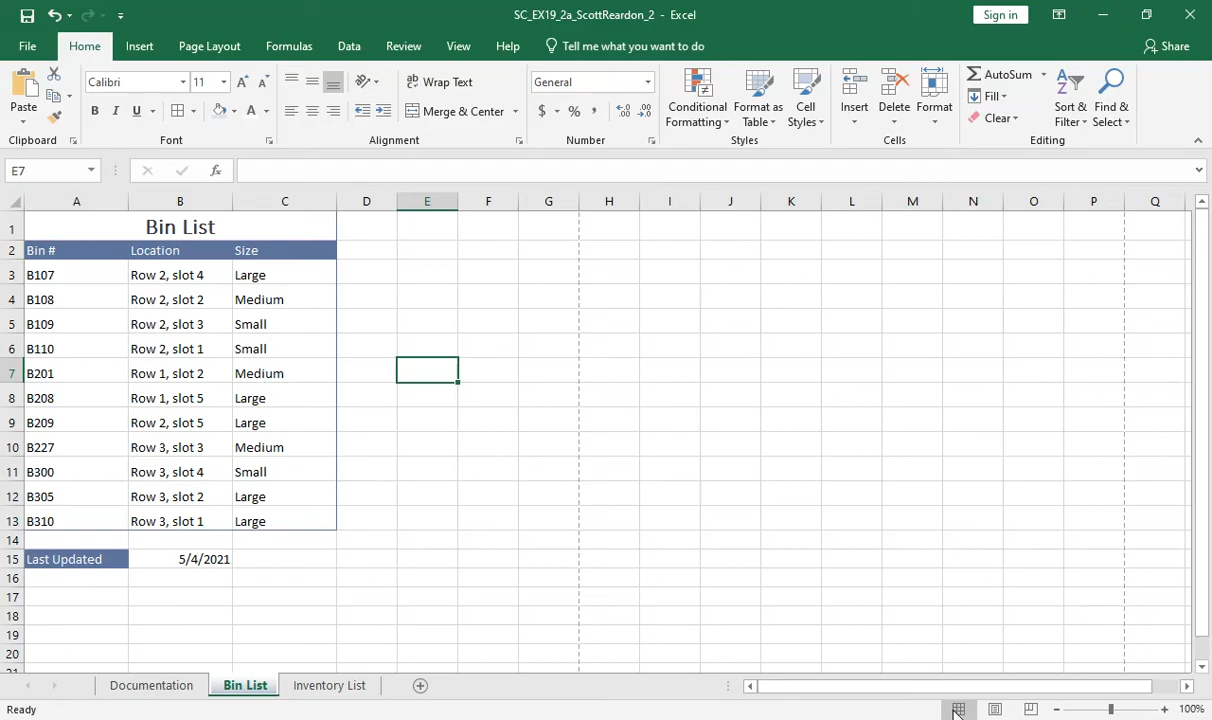 SC_EX19_2a_ScottReardon_2 - Excel
Sign in
File Home Insert Page Layout Formulas Data Review View Help Tell me what you want to do Share
Paste
Calibri 11
B I U
Wrap Text
Merge & Center
General
$ % ,
Conditional Formatting
Format as Table
Cell Styles
Insert
Delete
Format
AutoSum
Fill
Clear
Sort & Filter
Find & Select
Clipboard Font Alignment Number Styles Cells Editing
E7 fx
A B C D E F G H I J K L M N O P Q
1 Bin List
2 Bin # Location Size
3 B107 Row 2, slot 4 Large
4 B108 Row 2, slot 2 Medium
5 B109 Row 2, slot 3 Small
6 B110 Row 2, slot 1 Small
7 B201 Row 1, slot 2 Medium
8 B208 Row 1, slot 5 Large
9 B209 Row 2, slot 5 Large
10 B227 Row 3, slot 3 Medium
11 B300 Row 3, slot 4 Small
12 B305 Row 3, slot 2 Large
13 B310 Row 3, slot 1 Large
14
15 Last Updated 5/4/2021
16
17
18
19
20
21
Documentation Bin List Inventory List
Ready 100%